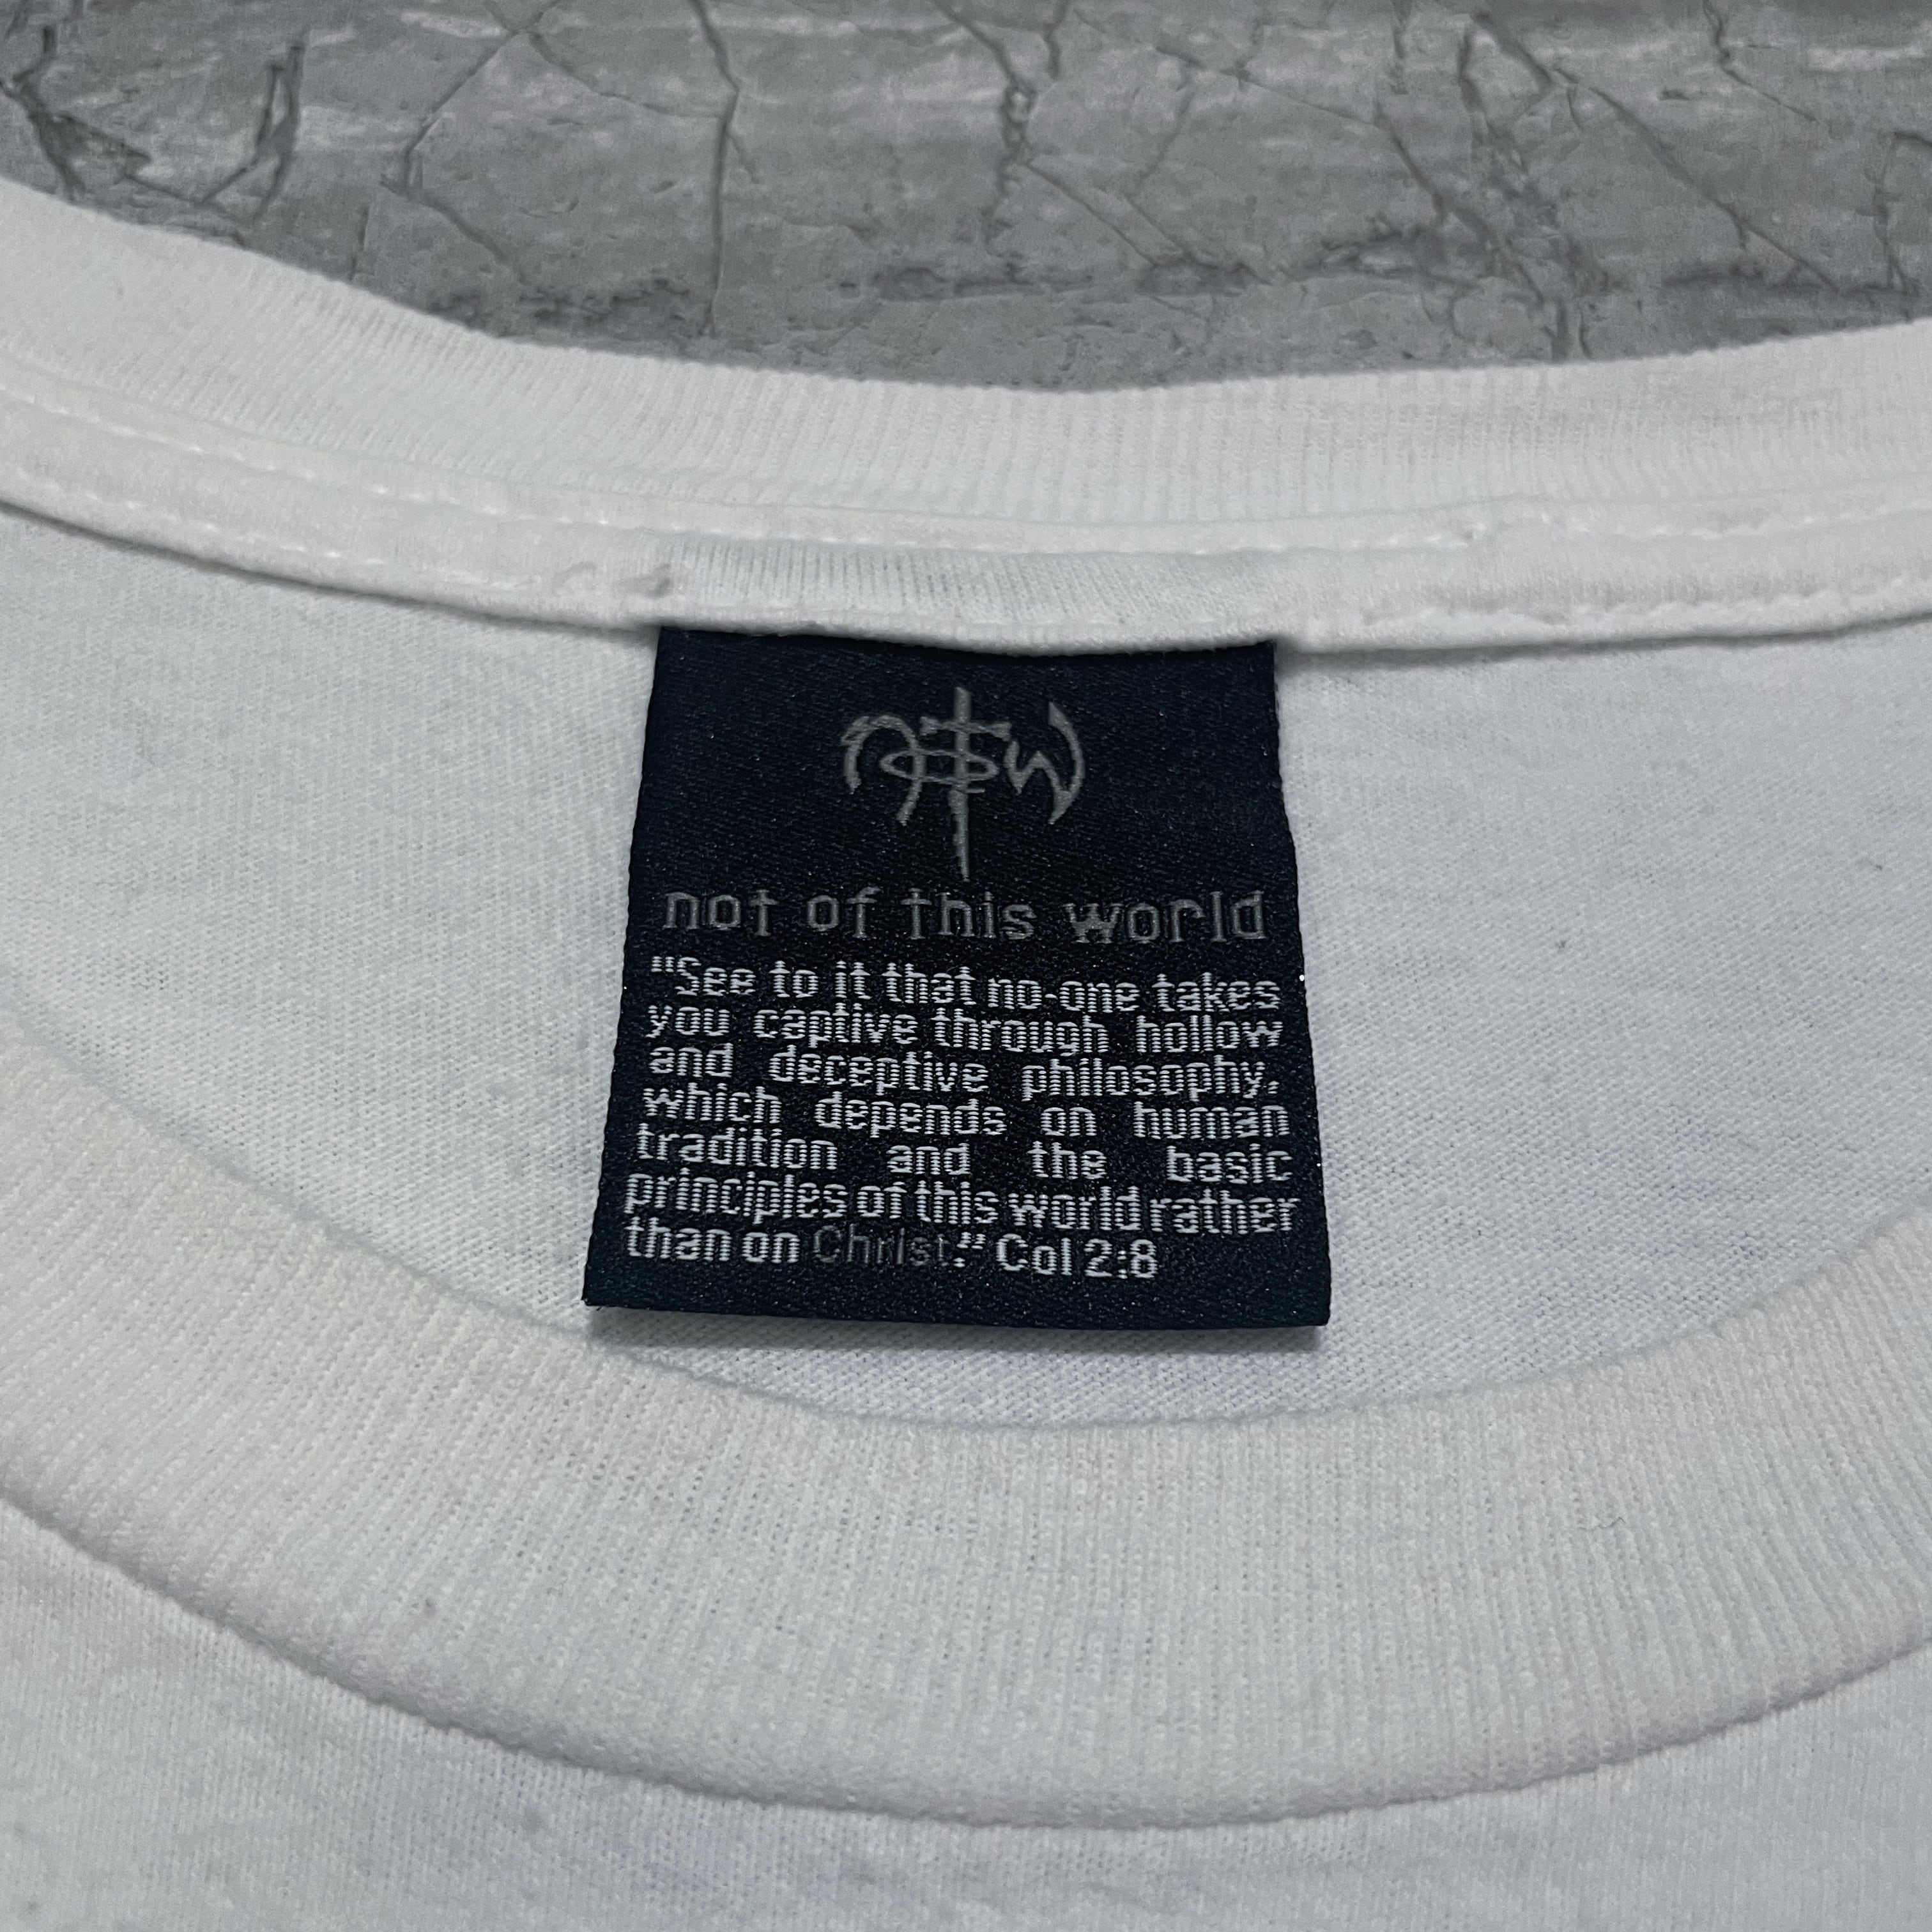 NOTW
not of this world
"See to it that no-one takes
you captive through hollow
and deceptive philosophy,
which depends on human
tradition and the basic
principles of this world rather
than on Christ." Col 2:8